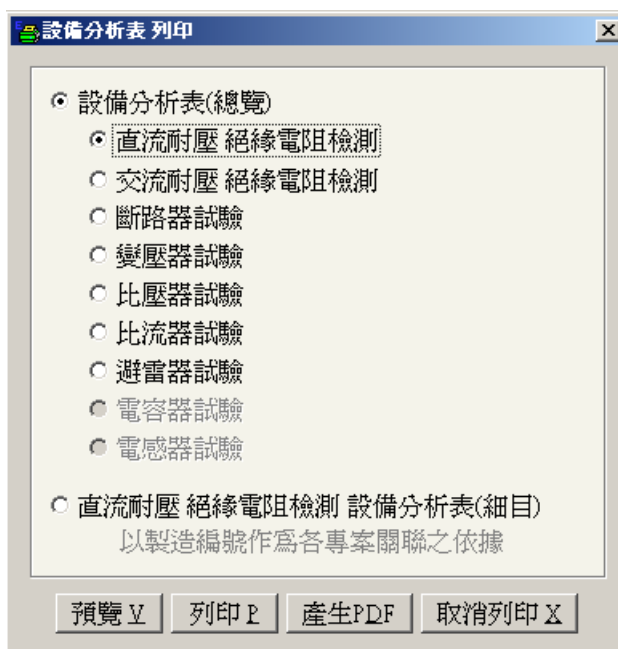 設備分析表 列印
設備分析表(總覽)
直流耐壓 絕緣電阻檢測
交流耐壓 絕緣電阻檢測
斷路器試驗
變壓器試驗
比壓器試驗
比流器試驗
避雷器試驗
電容器試驗
電感器試驗
直流耐壓 絕緣電阻檢測 設備分析表(細目)
以製造編號作為各專案關聯之依據
預覽 V 列印 P 產生PDF 取消列印 X